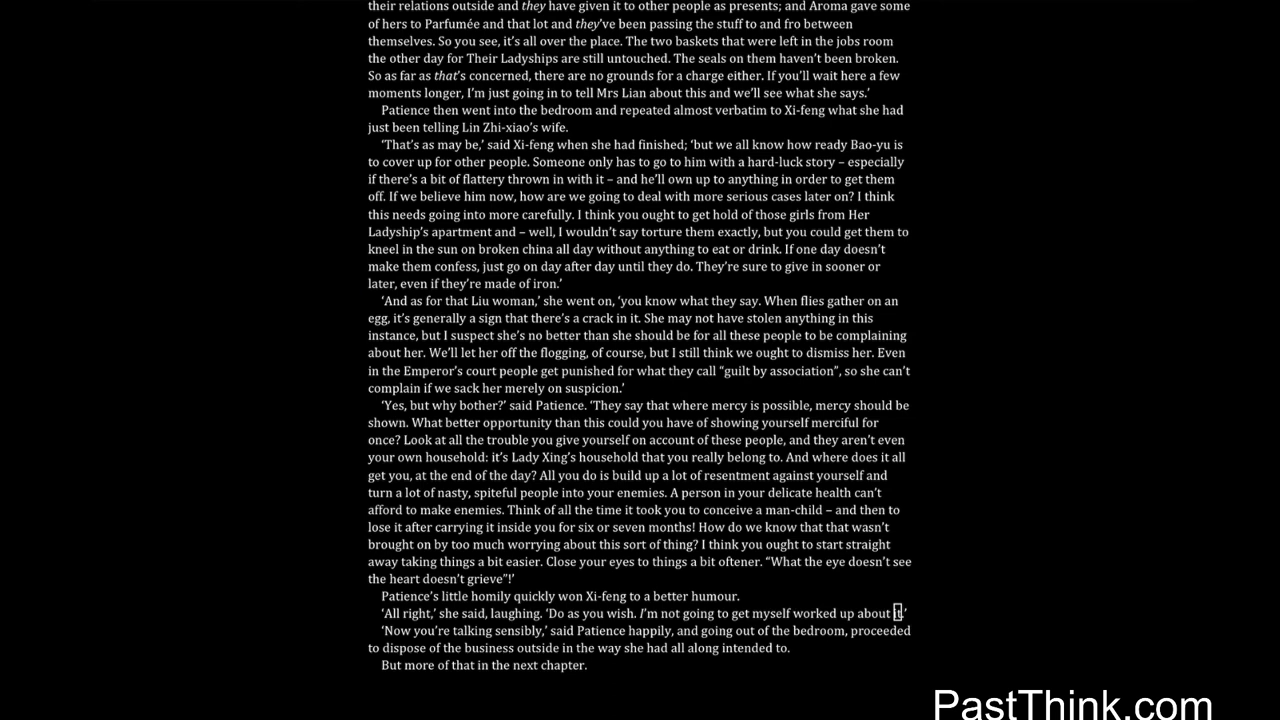 their relations outside and they have given it to other people as presents; and Aroma gave some
of hers to Parfumée and that lot and they’ve been passing the stuff to and fro between
themselves. So you see, it’s all over the place. The two baskets that were left in the jobs room
the other day for Their Ladyships are still untouched. The seals on them haven’t been broken.
So as far as that’s concerned, there are no grounds for a charge either. If you’ll wait here a few
moments longer, I’m just going in to tell Mrs Lian about this and we’ll see what she says.’
Patience then went into the bedroom and repeated almost verbatim to Xi-feng what she had
just been telling Lin Zhi-xiao’s wife.
‘That’s as may be,’ said Xi-feng when she had finished; ‘but we all know how ready Bao-yu is
to cover up for other people. Someone only has to go to him with a hard-luck story – especially
if there’s a bit of flattery thrown in with it – and he’ll own up to anything in order to get them
off. If we believe him now, how are we going to deal with more serious cases later on? I think
this needs going into more carefully. I think you ought to get hold of those girls from Her
Ladyship’s apartment and – well, I wouldn’t say torture them exactly, but you could get them to
kneel in the sun on broken china all day without anything to eat or drink. If one day doesn’t
make them confess, just go on day after day until they do. They’re sure to give in sooner or
later, even if they’re made of iron.’
‘And as for that Liu woman,’ she went on, ‘you know what they say. When flies gather on an
egg, it’s generally a sign that there’s a crack in it. She may not have stolen anything in this
instance, but I suspect she’s no better than she should be for all these people to be complaining
about her. We’ll let her off the flogging, of course, but I still think we ought to dismiss her. Even
in the Emperor’s court people get punished for what they call “guilt by association”, so she can’t
complain if we sack her merely on suspicion.’
‘Yes, but why bother?’ said Patience. ‘They say that where mercy is possible, mercy should be
shown. What better opportunity than this could you have of showing yourself merciful for
once? Look at all the trouble you give yourself on account of these people, and they aren’t even
your own household: it’s Lady Xing’s household that you really belong to. And where does it all
get you, at the end of the day? All you do is build up a lot of resentment against yourself and
turn a lot of nasty, spiteful people into your enemies. A person in your delicate health can’t
afford to make enemies. Think of all the time it took you to conceive a man-child – and then to
lose it after carrying it inside you for six or seven months! How do we know that that wasn’t
brought on by too much worrying about this sort of thing? I think you ought to start straight
away taking things a bit easier. Close your eyes to things a bit oftener. “What the eye doesn’t see
the heart doesn’t grieve”!’
Patience’s little homily quickly won Xi-feng to a better humour.
‘All right,’ she said, laughing. ‘Do as you wish. I’m not going to get myself worked up about it.’
‘Now you’re talking sensibly,’ said Patience happily, and going out of the bedroom, proceeded
to dispose of the business outside in the way she had all along intended to.
But more of that in the next chapter.
PastThink.com